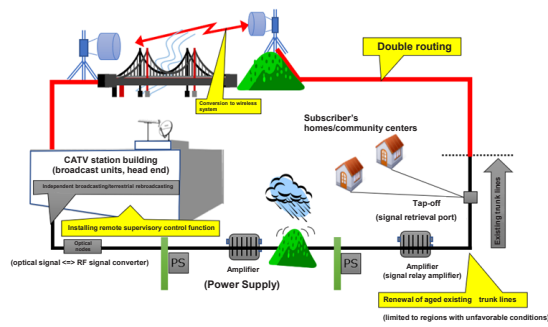 Double routing
Conversion to wireless
system
Subscriber's
homes/community centers
CATV station building
(broadcast units, head end)
Independent broadcasting/terrestrial rebroadcasting
Installing remote supervisory control function
Optical
nodes
(optical signal <=> RF signal converter)
PS
Amplifier
(Power Supply)
PS
Amplifier
(signal relay amplifier)
Tap-off
(signal retrieval port)
Existing trunk lines
Renewal of aged existing trunk lines
(limited to regions with unfavorable conditions)